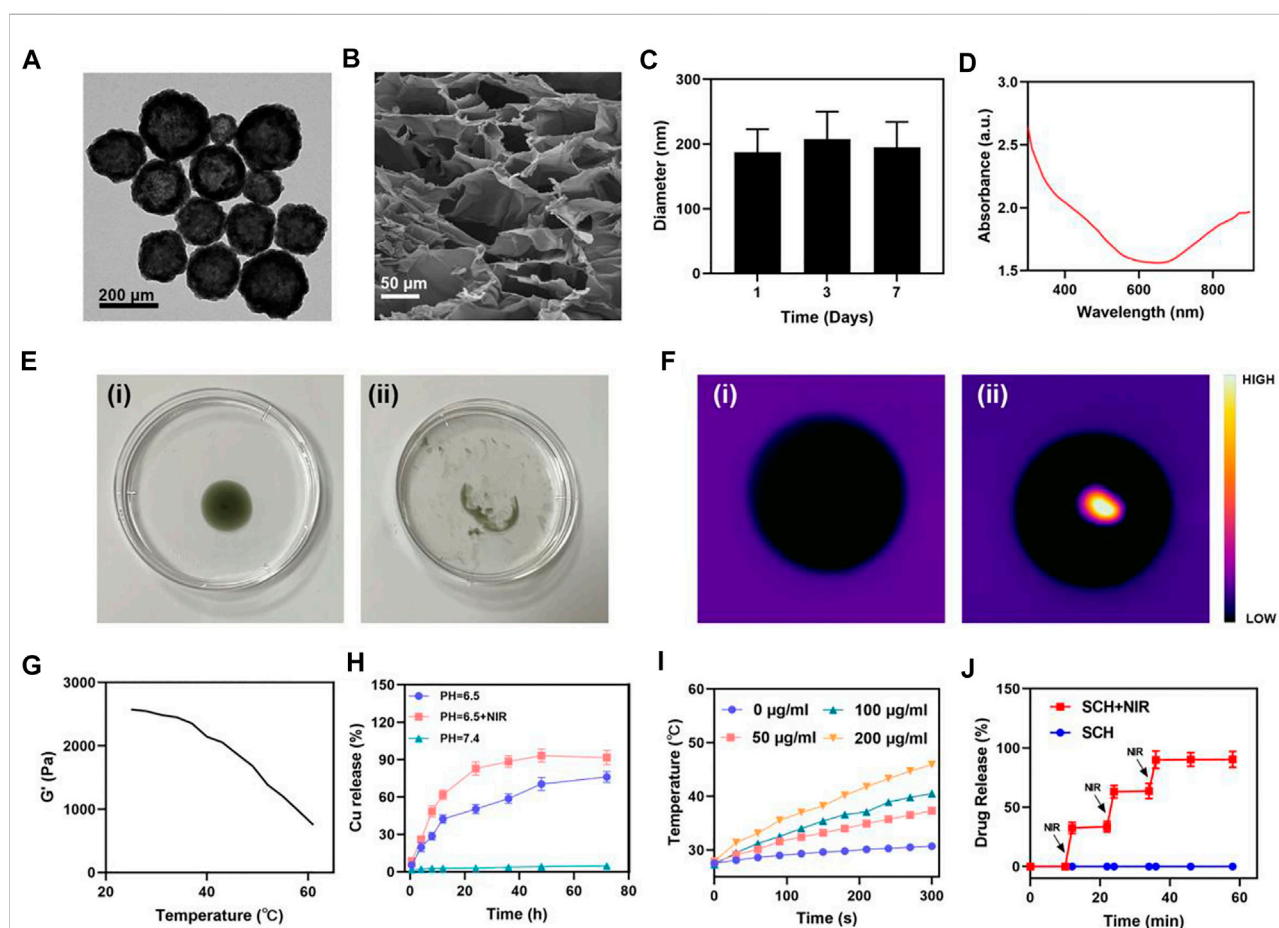 A
200 μm
B
50 μm
C
Diameter (nm)
300
200
100
0
1
3
7
Time (Days)
D
Absorbance (a.u.)
3.0
2.5
2.0
1.5
400
600
800
Wavelength (nm)
E
(i)
(ii)
F
(i)
(ii)
HIGH
LOW
G
G' (Pa)
3000
2000
1000
0
20
40
60
Temperature (℃)
H
Cu release (%)
150
120
90
60
30
0
PH=6.5
PH=6.5+NIR
PH=7.4
0
20
40
60
80
Time (h)
I
Temperature (℃)
60
50
40
30
0 μg/ml
50 μg/ml
100 μg/ml
200 μg/ml
0
100
200
300
Time (s)
J
Drug Release (%)
150
100
50
0
SCH+NIR
SCH
NIR
NIR
NIR
0
20
40
60
Time (min)